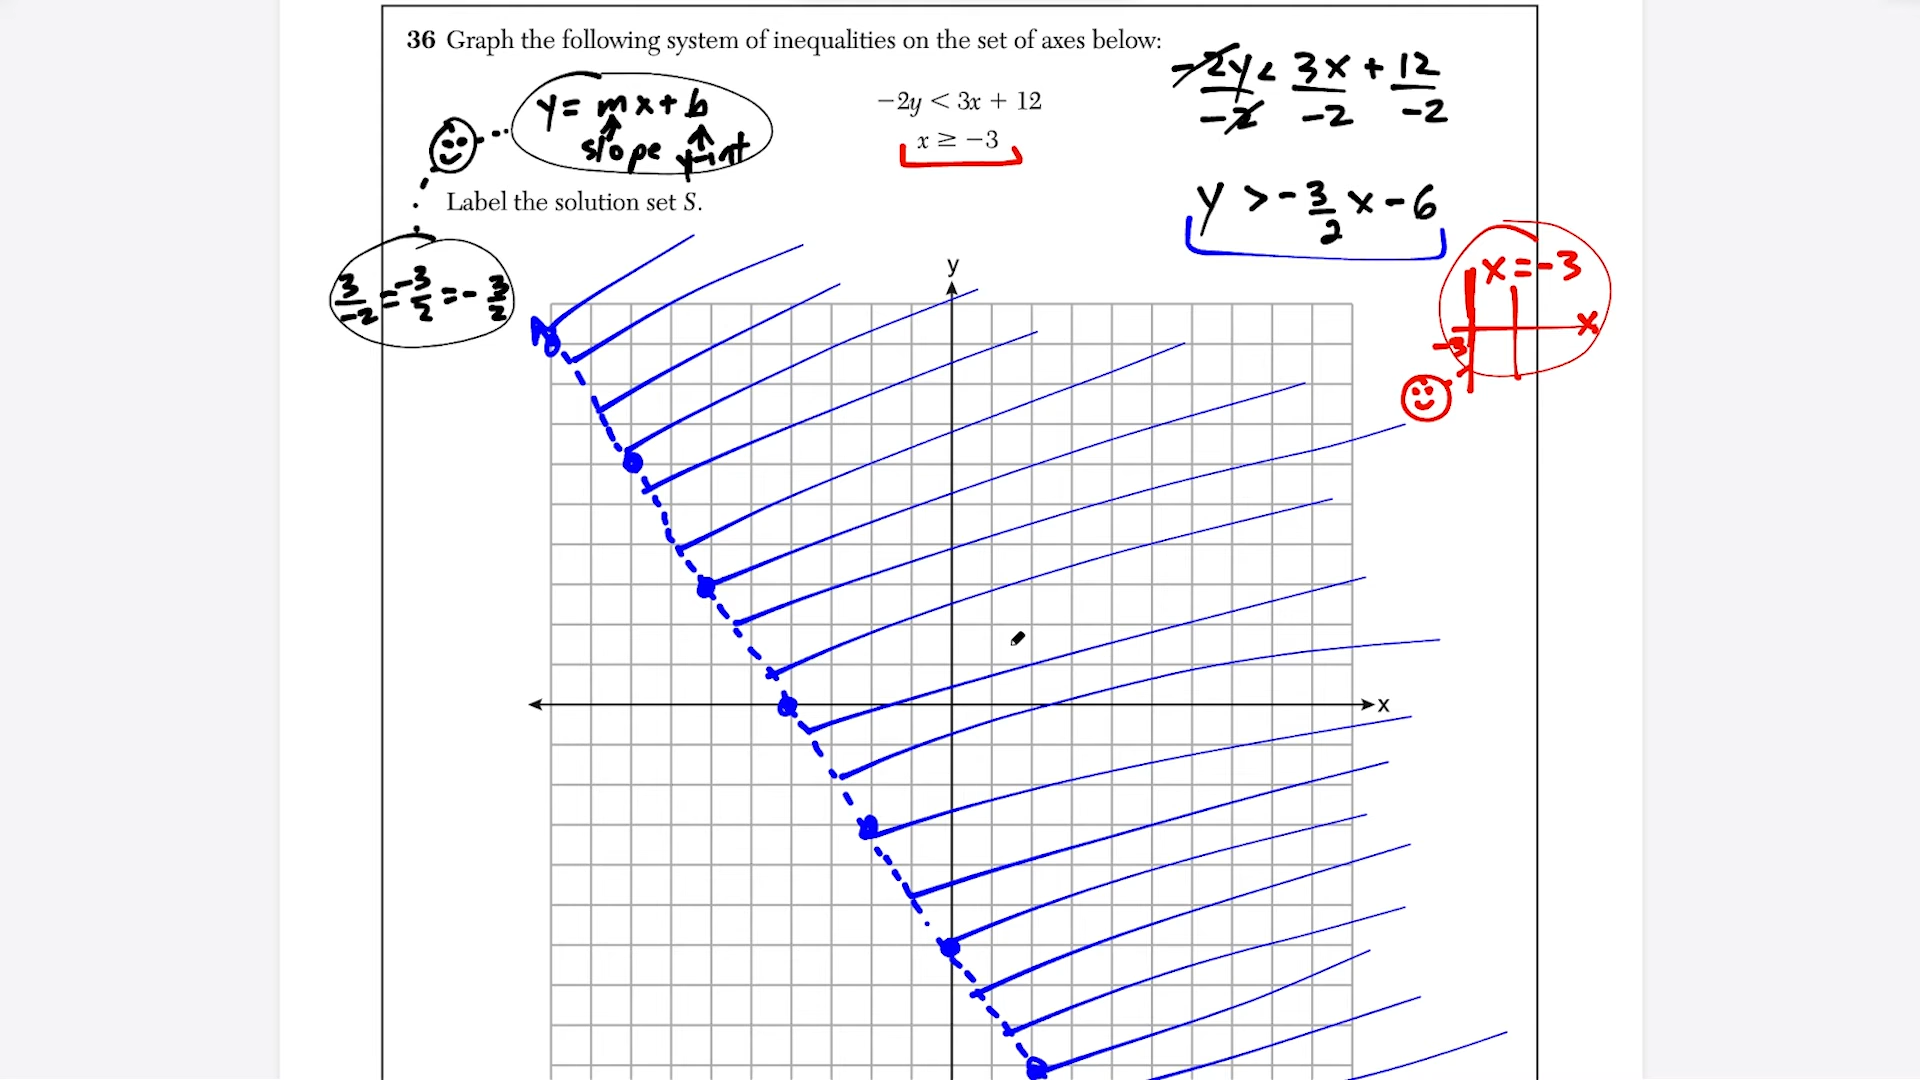 36 Graph the following system of inequalities on the set of axes below:
−2y < 3x + 12
x ≥ −3
y = mx + b
slope y-int
Label the solution set S.
-2y < 3x + 12
-2 -2 -2
y > -3/2 x - 6
3/-2 = -3/2 = -3/2
x = -3
x
-3
y
x